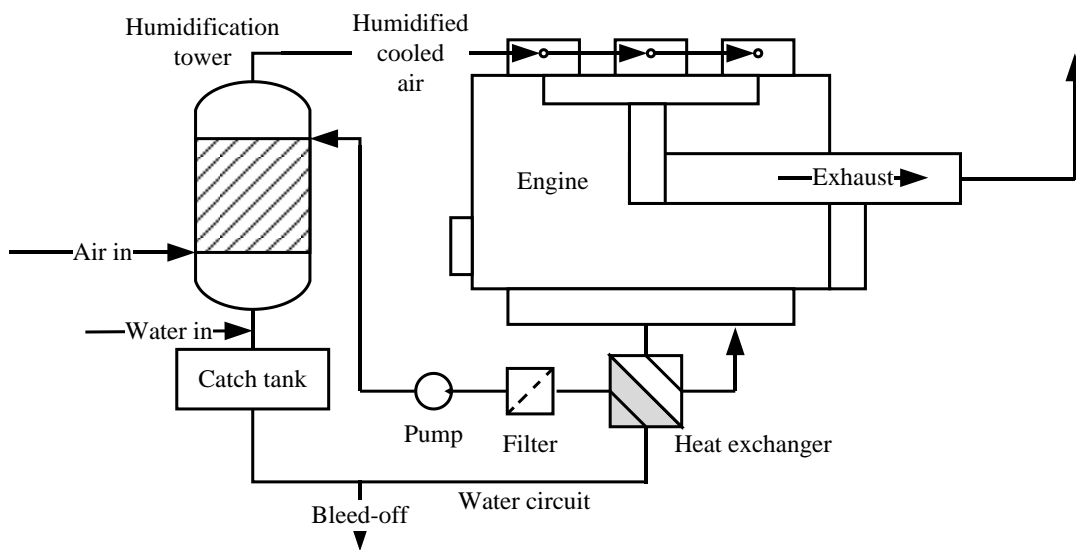 Humidification
tower
Humidified
cooled
air
Engine
Exhaust
Air in
Water in
Catch tank
Pump
Filter
Heat exchanger
Water circuit
Bleed-off